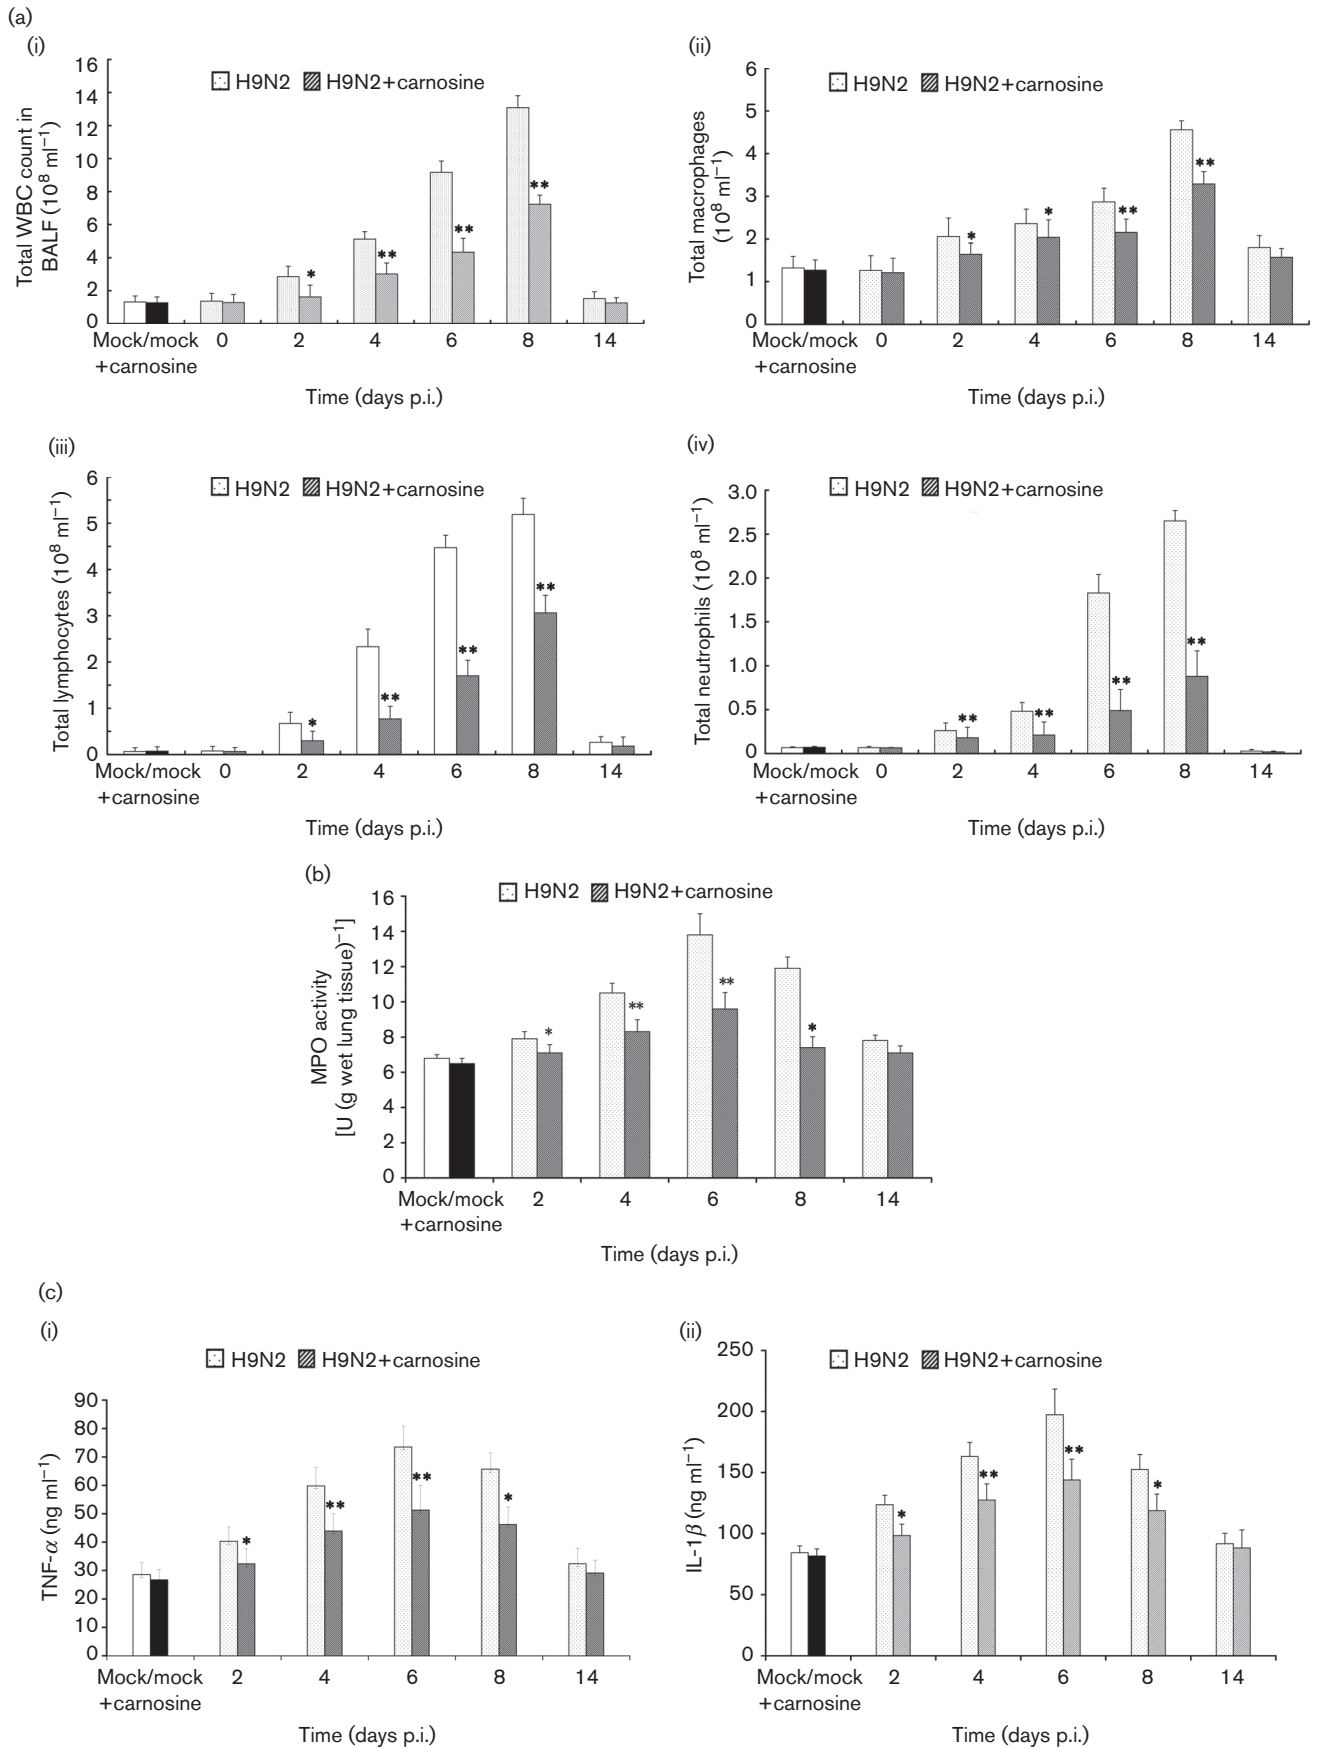 (a)
(i)
H9N2 H9N2+carnosine
Total WBC count in
BALF (10⁸ ml⁻¹)
16
14
12
10
8
6
4
2
0
* ** ** **
Mock/mock 0 2 4 6 8 14
+carnosine
Time (days p.i.)
(ii)
H9N2 H9N2+carnosine
Total macrophages
(10⁸ ml⁻¹)
6
5
4
3
2
1
0
* * ** **
Mock/mock 0 2 4 6 8 14
+carnosine
Time (days p.i.)
(iii)
H9N2 H9N2+carnosine
Total lymphocytes (10⁸ ml⁻¹)
6
5
4
3
2
1
0
* ** ** **
Mock/mock 0 2 4 6 8 14
+carnosine
Time (days p.i.)
(iv)
H9N2 H9N2+carnosine
Total neutrophils (10⁸ ml⁻¹)
3.0
2.5
2.0
1.5
1.0
0.5
0
** ** ** **
Mock/mock 0 2 4 6 8 14
+carnosine
Time (days p.i.)
(b)
H9N2 H9N2+carnosine
MPO activity
[U (g wet lung tissue)⁻¹]
16
14
12
10
8
6
4
2
0
* ** ** *
Mock/mock 2 4 6 8 14
+carnosine
Time (days p.i.)
(c)
(i)
H9N2 H9N2+carnosine
TNF-α (ng ml⁻¹)
90
80
70
60
50
40
30
20
10
0
* ** ** *
Mock/mock 2 4 6 8 14
+carnosine
Time (days p.i.)
(ii)
H9N2 H9N2+carnosine
IL-1β (ng ml⁻¹)
250
200
150
100
50
0
* ** ** *
Mock/mock 2 4 6 8 14
+carnosine
Time (days p.i.)